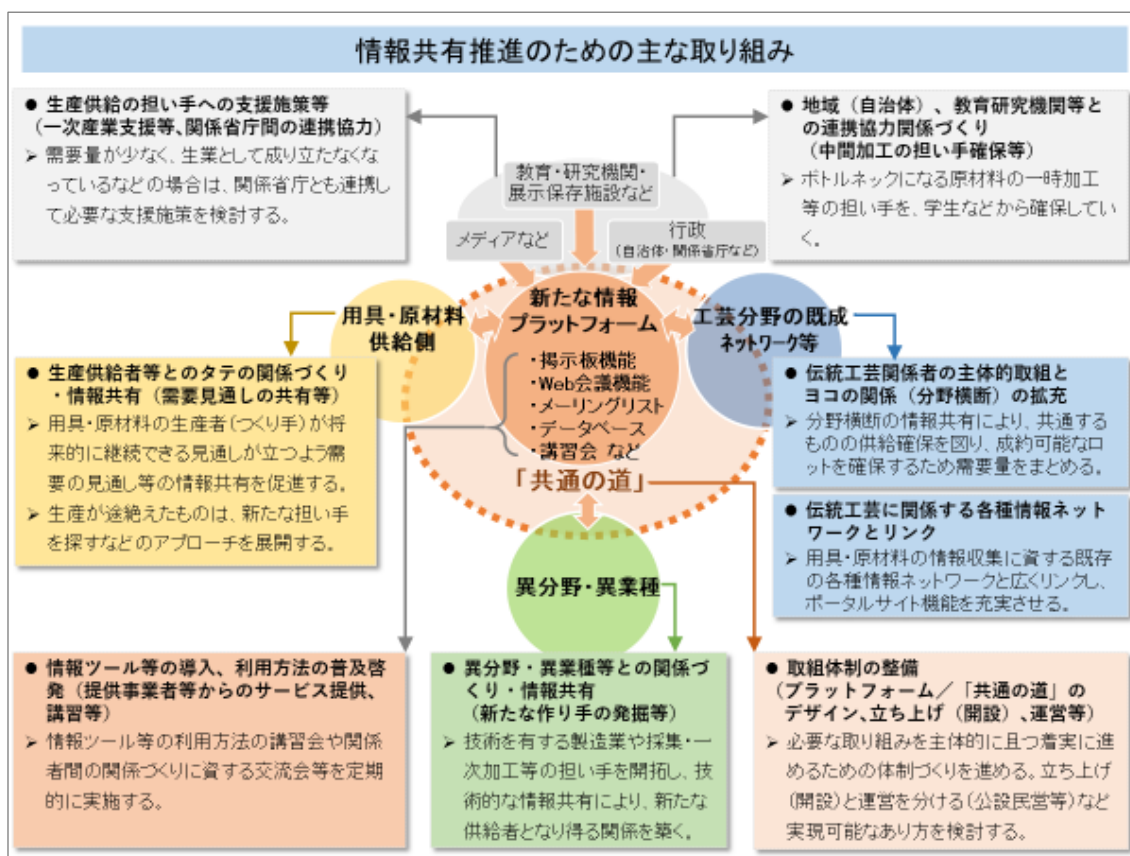 情報共有推進のための主な取り組み
● 生産供給の担い手への支援施策等
(一次産業支援等、関係省庁間の連携協力)
➢ 需要量が少なく、生業として成り立たなくな
っているなどの場合は、関係省庁とも連携し
て必要な支援施策を検討する。
● 地域（自治体）、教育研究機関等と
の連携協力関係づくり
（中間加工の担い手確保等）
➢ ボトルネックになる原材料の一時加工
等の担い手を、学生などから確保してい
く。
教育・研究機関・
展示保存施設など
メディアなど
行政
(自治体・関係省庁など)
用具・原材料
供給側
新たな情報
プラットフォーム
・掲示板機能
・Web会議機能
・メーリングリスト
・データベース
・講習会 など
「共通の道」
工芸分野の既成
ネットワーク等
異分野・異業種
● 生産供給者等とのタテの関係づくり
・情報共有（需要見通しの共有等）
➢ 用具・原材料の生産者(つくり手)が将
来的に継続できる見通しが立つよう需
要の見通し等の情報共有を促進する。
➢ 生産が途絶えたものは、新たな担い手
を探すなどのアプローチを展開する。
● 伝統工芸関係者の主体的取組と
ヨコの関係（分野横断）の拡充
➢ 分野横断の情報共有により、共通する
ものの供給確保を図り、成約可能なロ
ットを確保するため需要量をまとめる。
● 伝統工芸に関係する各種情報ネット
ワークとリンク
➢ 用具・原材料の情報収集に資する既存
の各種情報ネットワークと広くリンクし、
ポータルサイト機能を充実させる。
● 情報ツール等の導入、利用方法の普及啓
発（提供事業者等からのサービス提供、
講習等）
➢ 情報ツール等の利用方法の講習会や関係
者間の関係づくりに資する交流会等を定期
的に実施する。
● 異分野・異業種等との関係づ
くり・情報共有
（新たな作り手の発掘等）
➢ 技術を有する製造業や採集・一
次加工等の担い手を開拓し、技
術的な情報共有により、新たな
供給者となり得る関係を築く。
● 取組体制の整備
（プラットフォーム／「共通の道」の
デザイン、立ち上げ（開設）、運営等）
➢ 必要な取り組みを主体的に且つ着実に進
めるための体制づくりを進める。立ち上げ
(開設)と運営を分ける(公設民営等)など
実現可能なあり方を検討する。